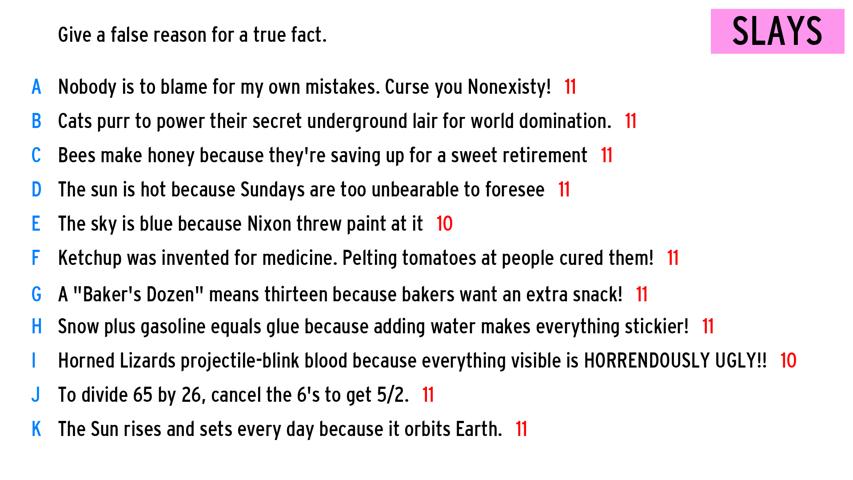 Give a false reason for a true fact.
SLAYS
A Nobody is to blame for my own mistakes. Curse you Nonexisty! 11
B Cats purr to power their secret underground lair for world domination. 11
C Bees make honey because they're saving up for a sweet retirement 11
D The sun is hot because Sundays are too unbearable to foresee 11
E The sky is blue because Nixon threw paint at it 10
F Ketchup was invented for medicine. Pelting tomatoes at people cured them! 11
G A "Baker's Dozen" means thirteen because bakers want an extra snack! 11
H Snow plus gasoline equals glue because adding water makes everything stickier! 11
I Horned Lizards projectile-blink blood because everything visible is HORRENDOUSLY UGLY!! 10
J To divide 65 by 26, cancel the 6's to get 5/2. 11
K The Sun rises and sets every day because it orbits Earth. 11